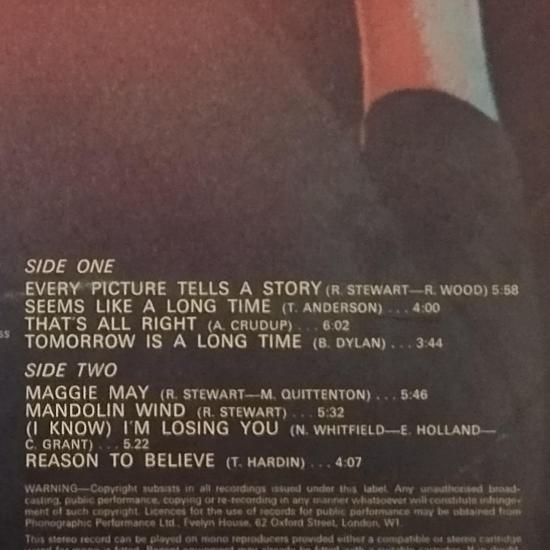 SIDE ONE
EVERY PICTURE TELLS A STORY (R. STEWART—R. WOOD) 5:58
SEEMS LIKE A LONG TIME (T. ANDERSON) ... 4:00
THAT'S ALL RIGHT (A. CRUDUP) ... 6:02
TOMORROW IS A LONG TIME (B. DYLAN) ... 3:44
SIDE TWO
MAGGIE MAY (R. STEWART—M. QUITTENTON) ... 5:46
MANDOLIN WIND (R. STEWART) ... 5:32
(I KNOW) I'M LOSING YOU (N. WHITFIELD—E. HOLLAND—
C. GRANT) ... 5.22
REASON TO BELIEVE (T. HARDIN) ... 4:07
WARNING—Copyright subsists in all recordings issued under this label. Any unauthorised broad-
casting, public performance, copying or re-recording in any manner whatsoever will constitute infringe-
ment of such copyright. Licences for the use of records for public performance may be obtained from
Phonographic Performance Ltd., Evelyn House, 62 Oxford Street, London, W1.
This stereo record can be played on mono reproducers provided either a compatible or stereo cartridge